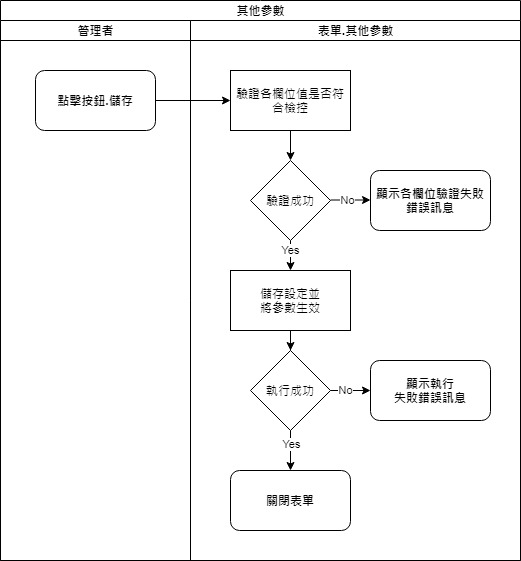 其他參數
管理者
表單.其他參數
點擊按鈕.儲存
驗證各欄位值是否符
合檢控
驗證成功
No
顯示各欄位驗證失敗
錯誤訊息
Yes
儲存設定並
將參數生效
執行成功
No
顯示執行
失敗錯誤訊息
Yes
關閉表單